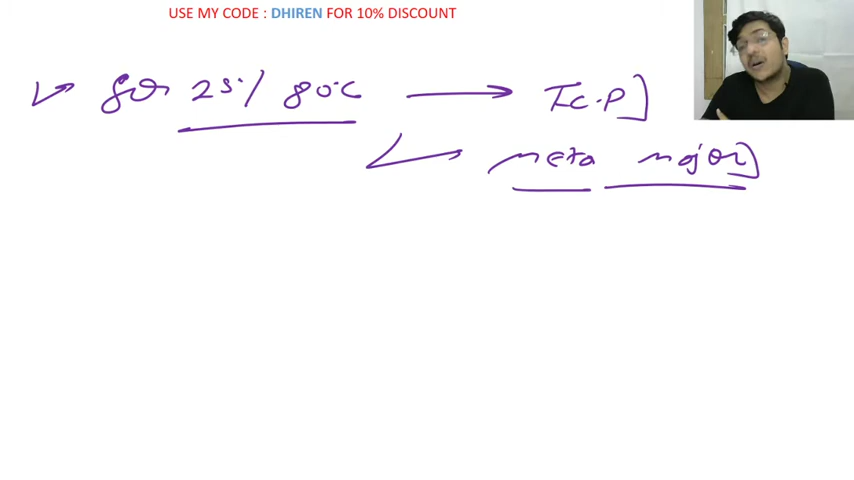 USE MY CODE : DHIREN FOR 10% DISCOUNT
for 25°/ 80°C → T.C.P]
meta major]